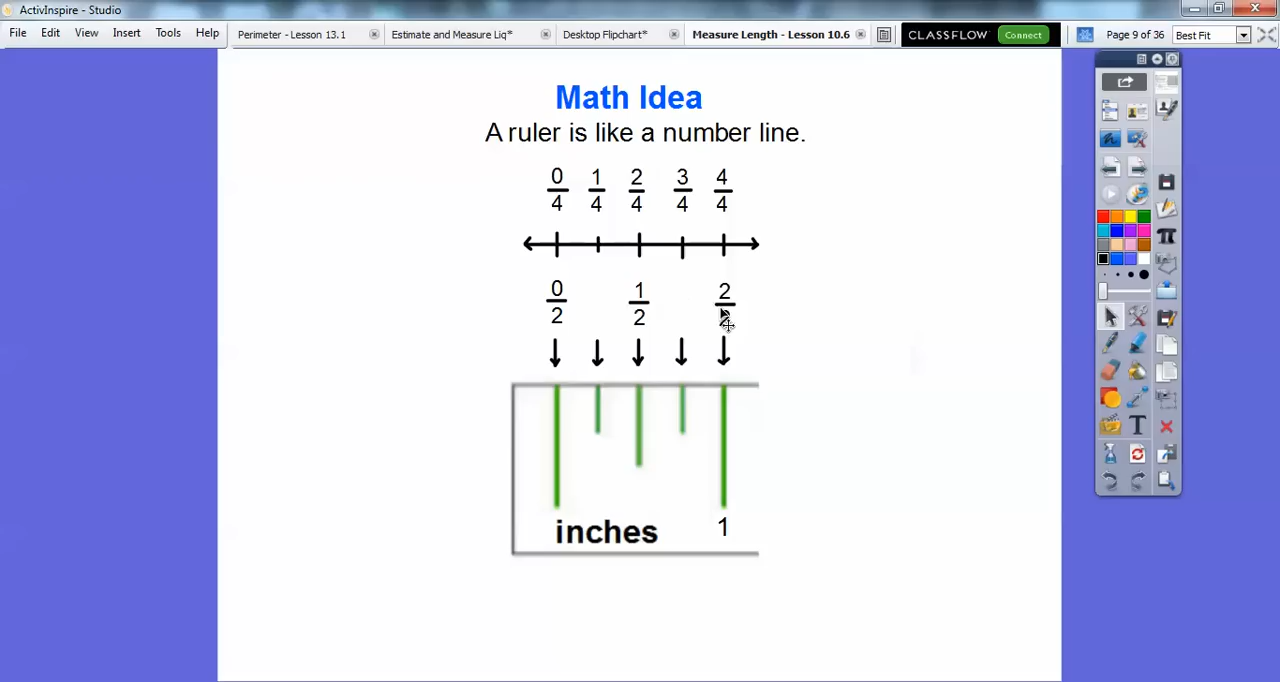 ActivInspire - Studio
File Edit View Insert Tools Help
Perimeter - Lesson 13.1
Estimate and Measure Liq*
Desktop Flipchart*
Measure Length - Lesson 10.6
CLASSFLOW Connect
Page 9 of 36
Best Fit
Math Idea
A ruler is like a number line.
0 1 2 3 4
4 4 4 4 4
0 1 2
2 2
inches 1
T